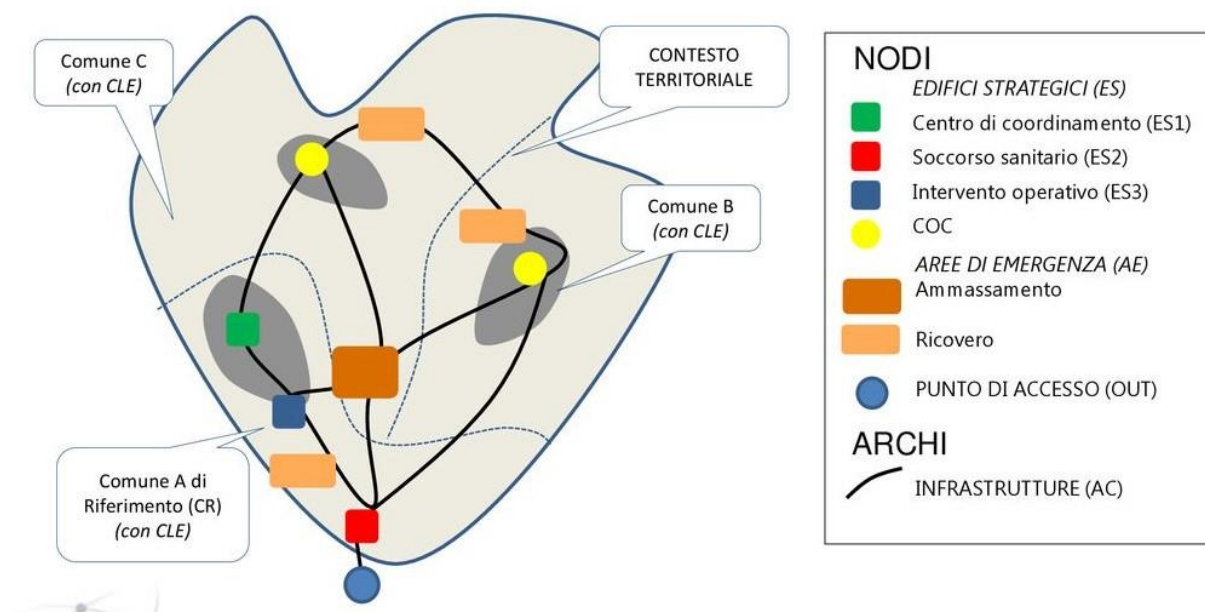 Comune C
(con CLE)
CONTESTO
TERRITORIALE
Comune B
(con CLE)
Comune A di
Riferimento (CR)
(con CLE)
NODI
EDIFICI STRATEGICI (ES)
Centro di coordinamento (ES1)
Soccorso sanitario (ES2)
Intervento operativo (ES3)
COC
AREE DI EMERGENZA (AE)
Ammassamento
Ricovero
PUNTO DI ACCESSO (OUT)
ARCHI
INFRASTRUTTURE (AC)